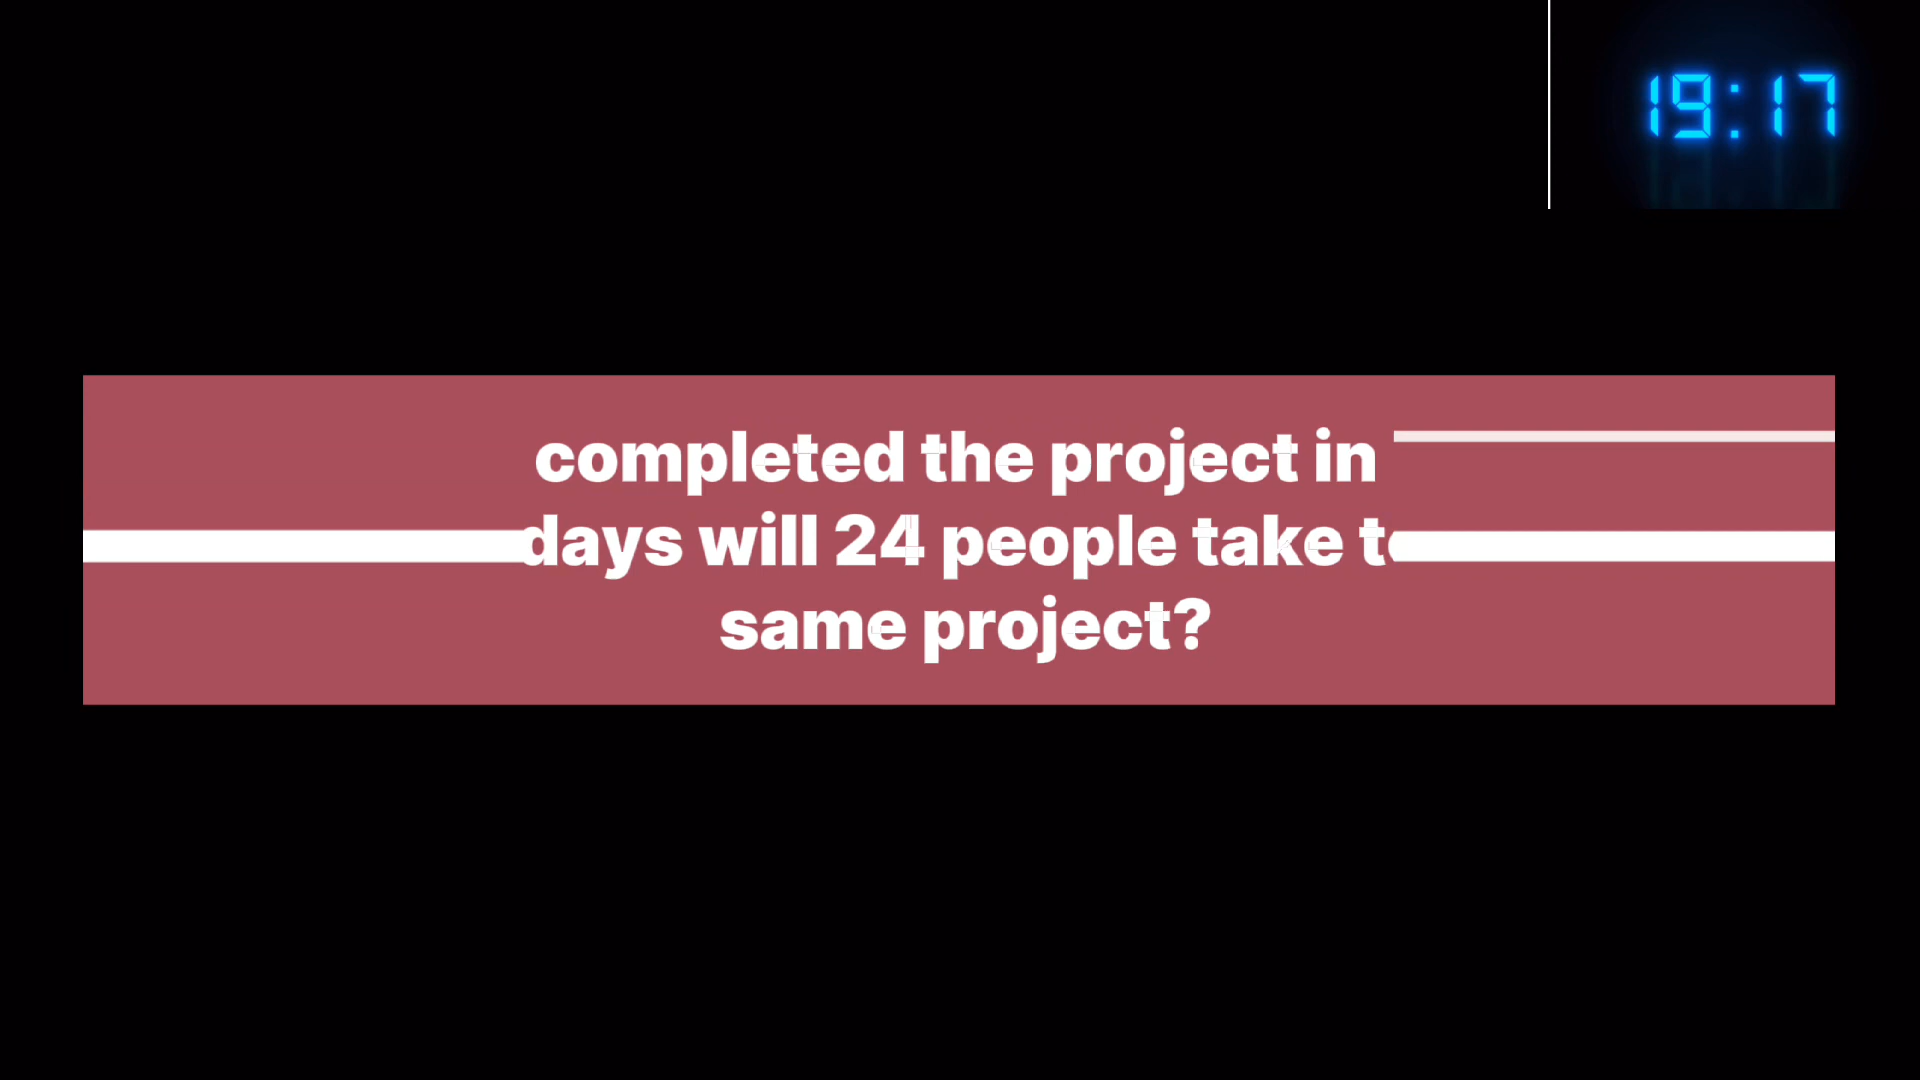 19:17
completed the project in
days will 24 people take
same project?